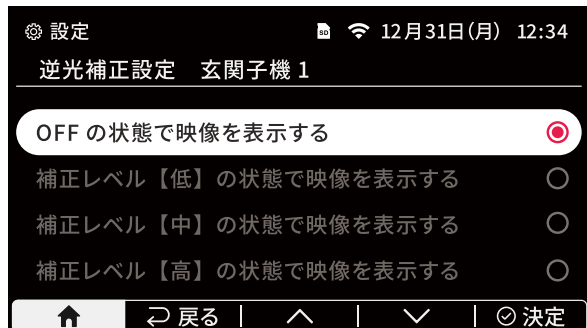 設定 SD 12月31日(月) 12:34
逆光補正設定 玄関子機 1
OFF の状態で映像を表示する
補正レベル【低】の状態で映像を表示する
補正レベル【中】の状態で映像を表示する
補正レベル【高】の状態で映像を表示する
戻る 決定